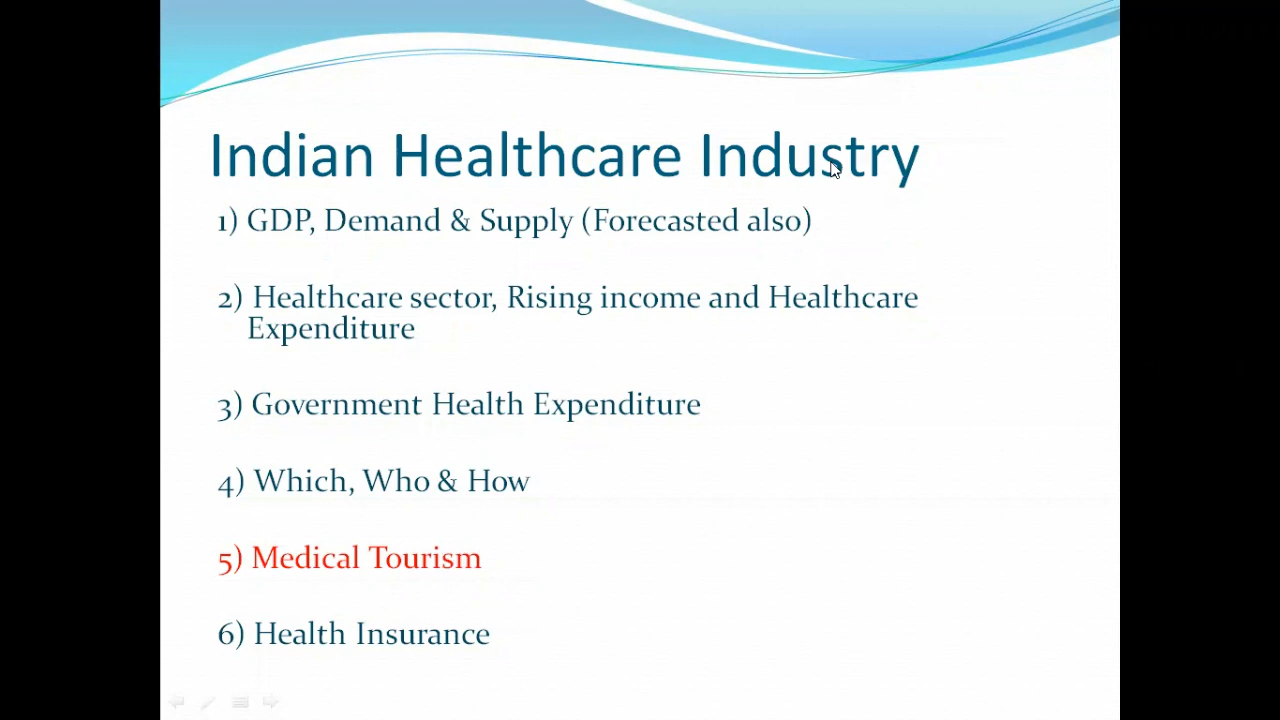 Indian Healthcare Industry
1) GDP, Demand & Supply (Forecasted also)
2) Healthcare sector, Rising income and Healthcare
Expenditure
3) Government Health Expenditure
4) Which, Who & How
5) Medical Tourism
6) Health Insurance